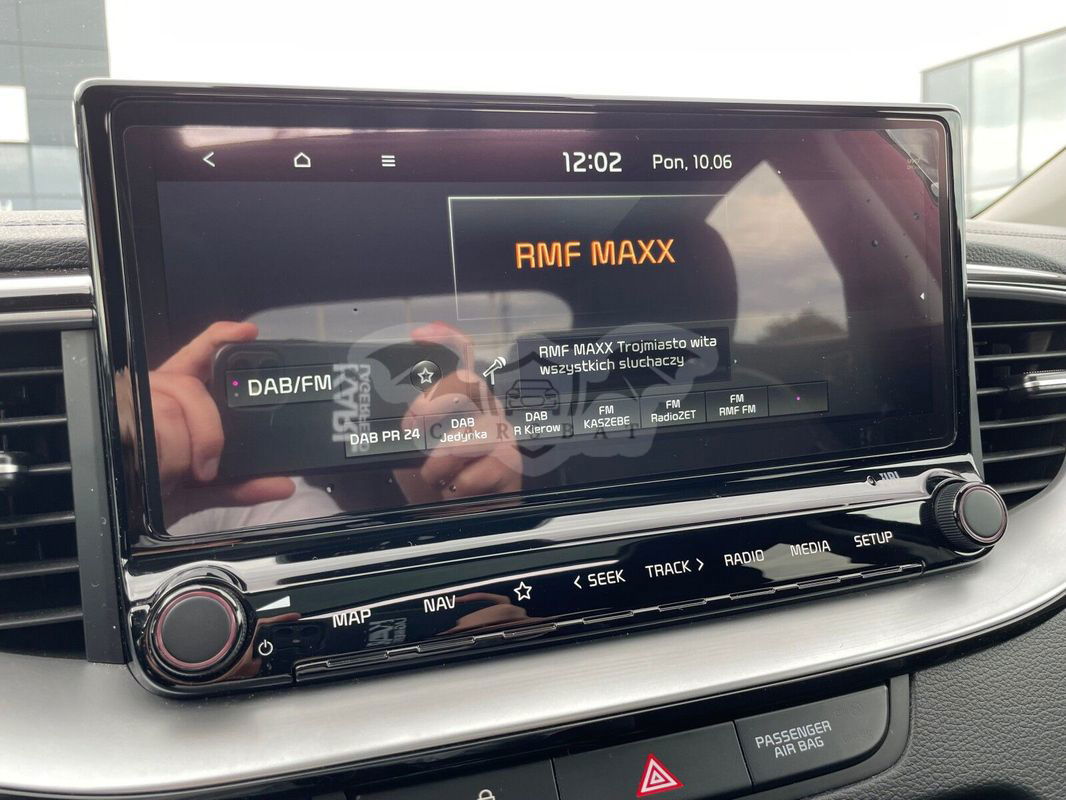 12:02 Pon, 10.06
RMF MAXX
RMF MAXX Trojmiasto wita
wszystkich sluchaczy
DAB/FM
DAB PR 24
DAB
Jedynka
DAB
R Kierow
FM
KASZEBE
FM
RadioZET
FM
RMF FM
CAROBAT
JBL
MAP NAV < SEEK TRACK > RADIO MEDIA SETUP
PASSENGER
AIR BAG